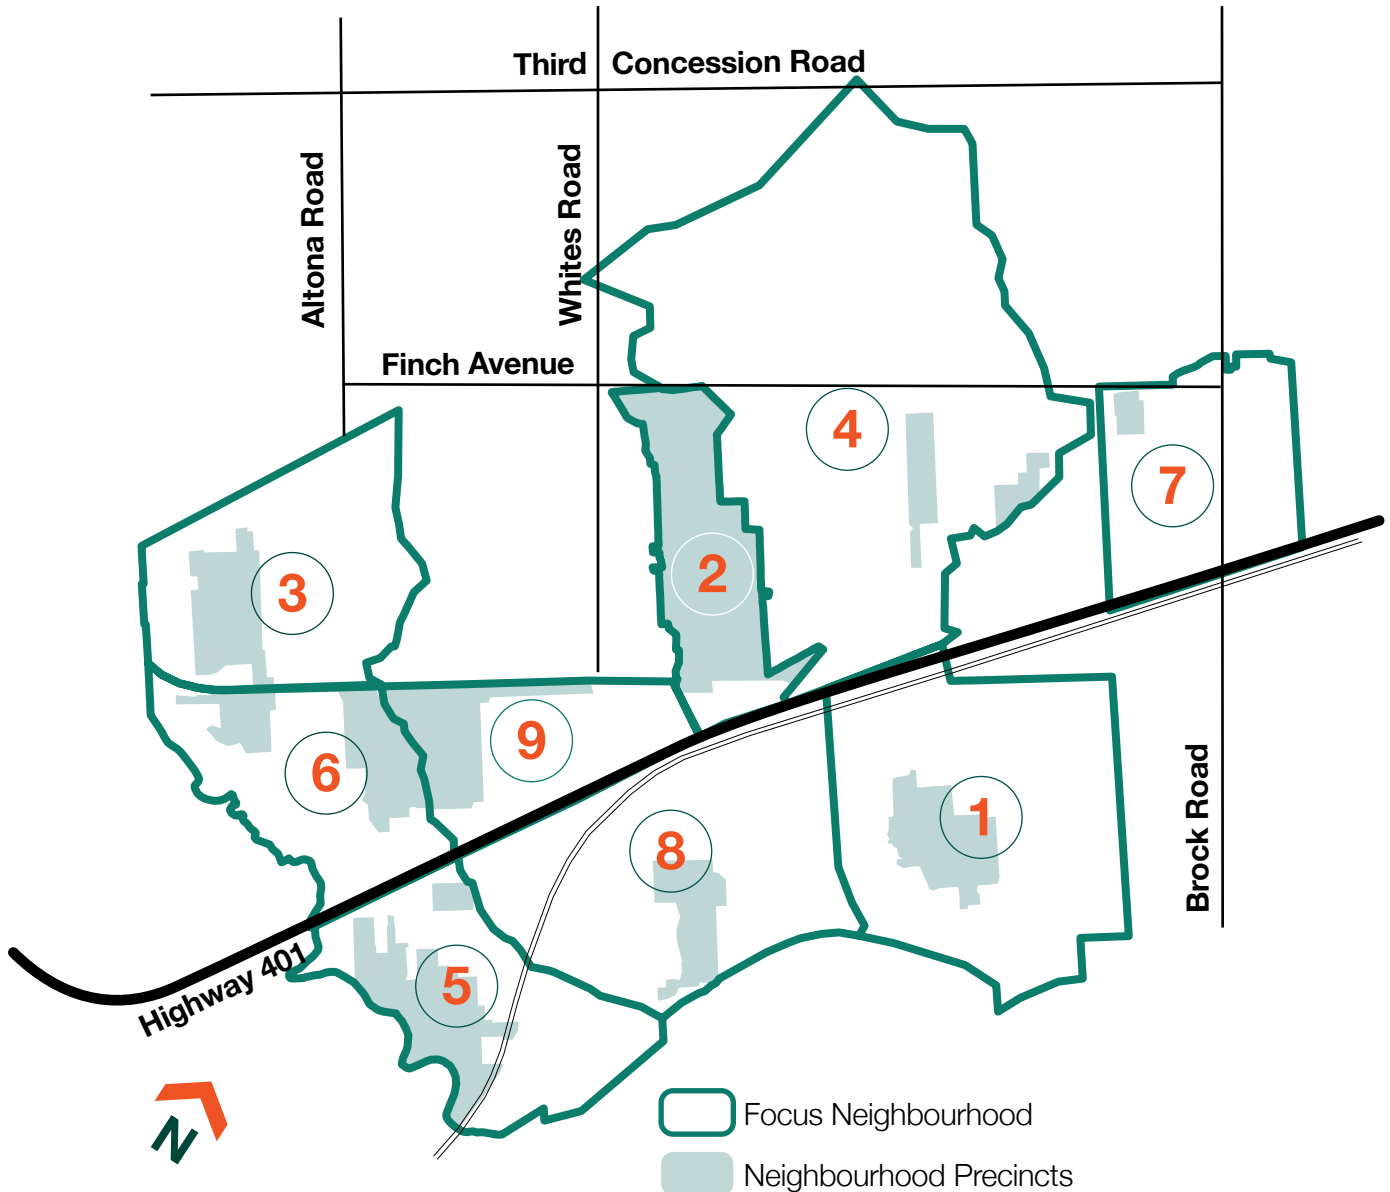 Third Concession Road
Altona Road
Whites Road
Finch Avenue
4
7
2
3
9
6
8
1
Brock Road
5
Highway 401
N
Focus Neighbourhood
Neighbourhood Precincts